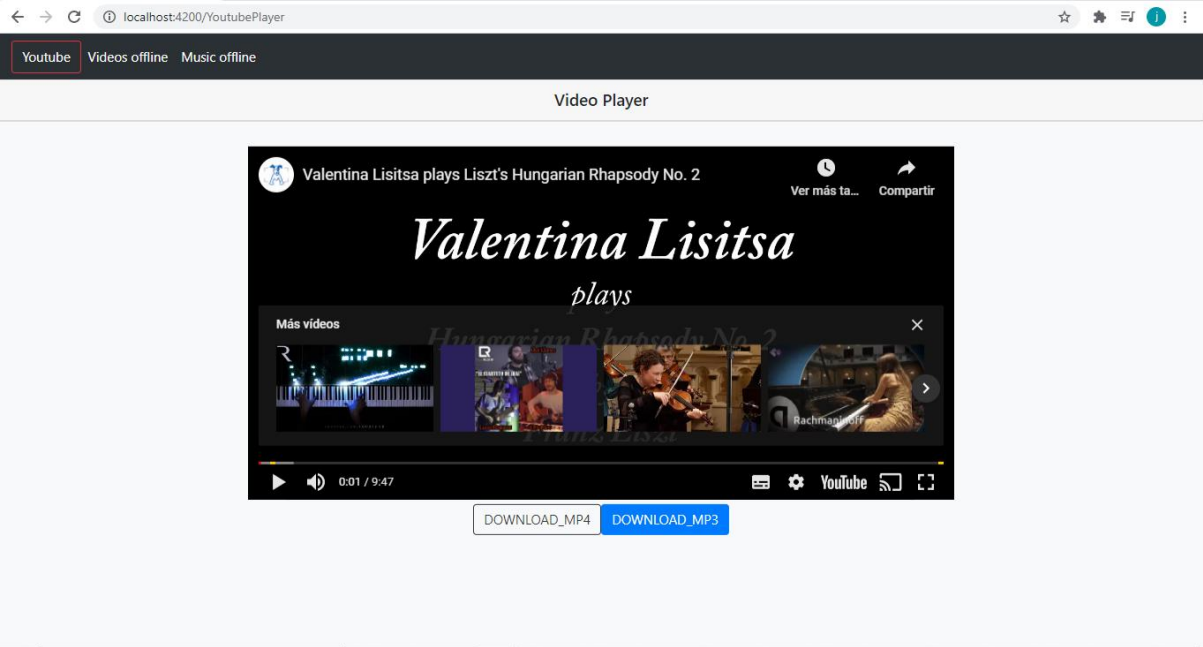 localhost:4200/YoutubePlayer
j
Youtube Videos offline Music offline
Video Player
Valentina Lisitsa plays Liszt's Hungarian Rhapsody No. 2
Ver más ta... Compartir
Valentina Lisitsa
plays
Más vídeos
Hungarian Rhapsody No. 2
Rachmaninoff
Franz Liszt
0:01 / 9:47
YouTube
DOWNLOAD_MP4 DOWNLOAD_MP3